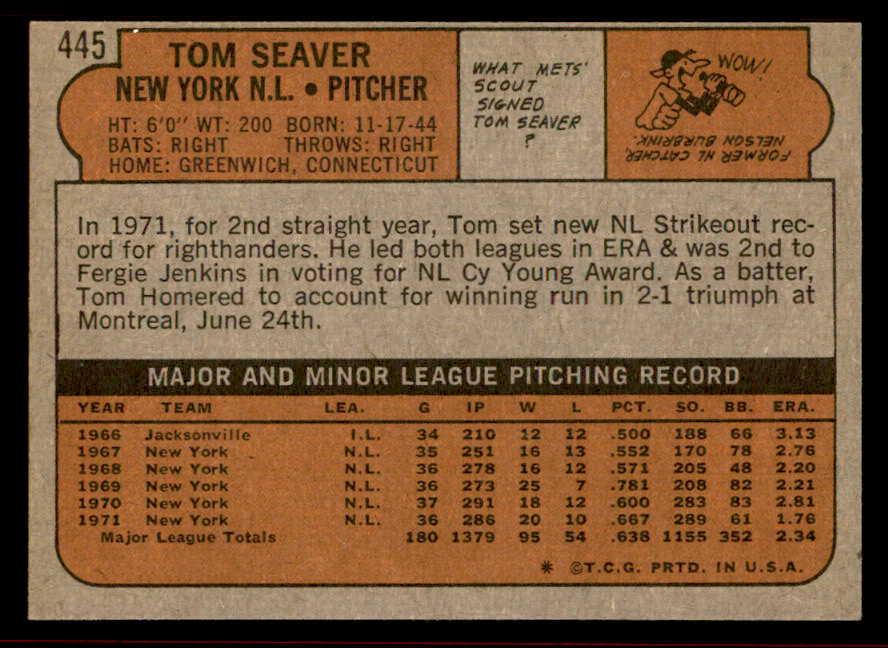 445
TOM SEAVER
NEW YORK N.L. • PITCHER
HT: 6'0" WT: 200 BORN: 11-17-44
BATS: RIGHT THROWS: RIGHT
HOME: GREENWICH, CONNECTICUT
WHAT METS'
SCOUT
SIGNED
TOM SEAVER
?
WOW!
FORMER NL CATCHER,
NELSON BURBRINK.
In 1971, for 2nd straight year, Tom set new NL Strikeout rec-
ord for righthanders. He led both leagues in ERA & was 2nd to
Fergie Jenkins in voting for NL Cy Young Award. As a batter,
Tom Homered to account for winning run in 2-1 triumph at
Montreal, June 24th.
MAJOR AND MINOR LEAGUE PITCHING RECORD
YEAR TEAM LEA. G IP W L PCT. SO. BB. ERA.
1966 Jacksonville I.L. 34 210 12 12 .500 188 66 3.13
1967 New York N.L. 35 251 16 13 .552 170 78 2.76
1968 New York N.L. 36 278 16 12 .571 205 48 2.20
1969 New York N.L. 36 273 25 7 .781 208 82 2.21
1970 New York N.L. 37 291 18 12 .600 283 83 2.81
1971 New York N.L. 36 286 20 10 .667 289 61 1.76
Major League Totals 180 1379 95 54 .638 1155 352 2.34
* ©T.C.G. PRTD. IN U.S.A.